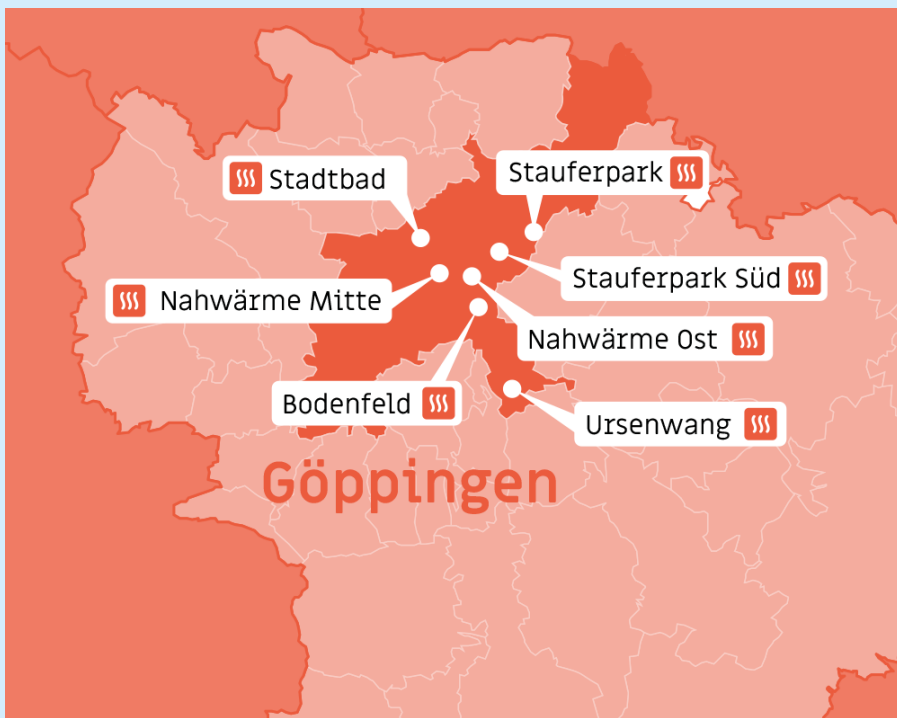 Stadtbad
Stauferpark
Stauferpark Süd
Nahwärme Mitte
Nahwärme Ost
Bodenfeld
Ursenwang
Göppingen